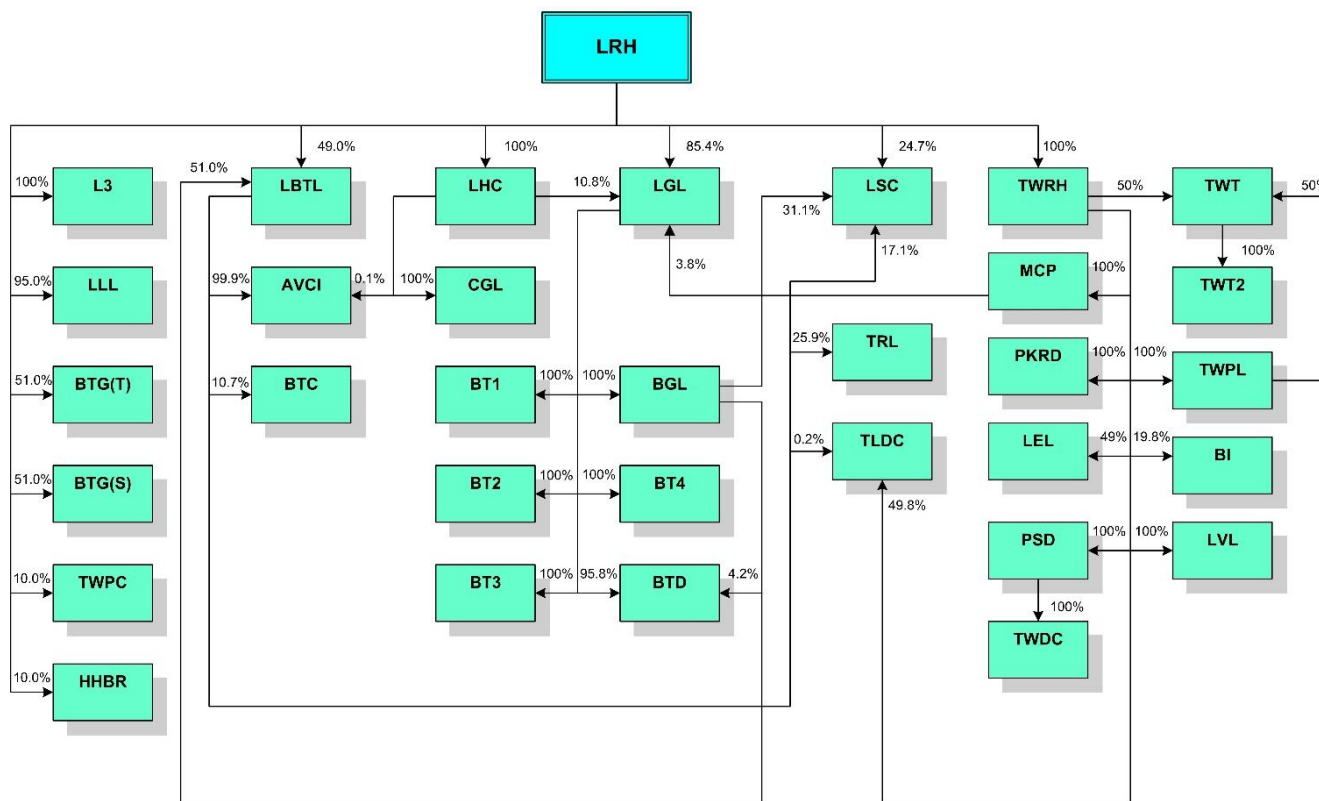 LRH
49.0%
100%
85.4%
24.7%
100%
100%
L3
51.0%
LBTL
LHC
10.8%
LGL
31.1%
LSC
TWRH
50%
TWT
50%
17.1%
100%
95.0%
LLL
99.9%
AVCI
0.1%
100%
CGL
3.8%
MCP
100%
TWT2
25.9%
TRL
51.0%
BTG(T)
10.7%
BTC
BT1
100%
100%
BGL
PKRD
100%
100%
TWPL
0.2%
TLDC
LEL
49%
19.8%
BI
51.0%
BTG(S)
BT2
100%
100%
BT4
49.8%
PSD
100%
100%
LVL
10.0%
TWPC
BT3
100%
95.8%
BTD
4.2%
100%
TWDC
10.0%
HHBR